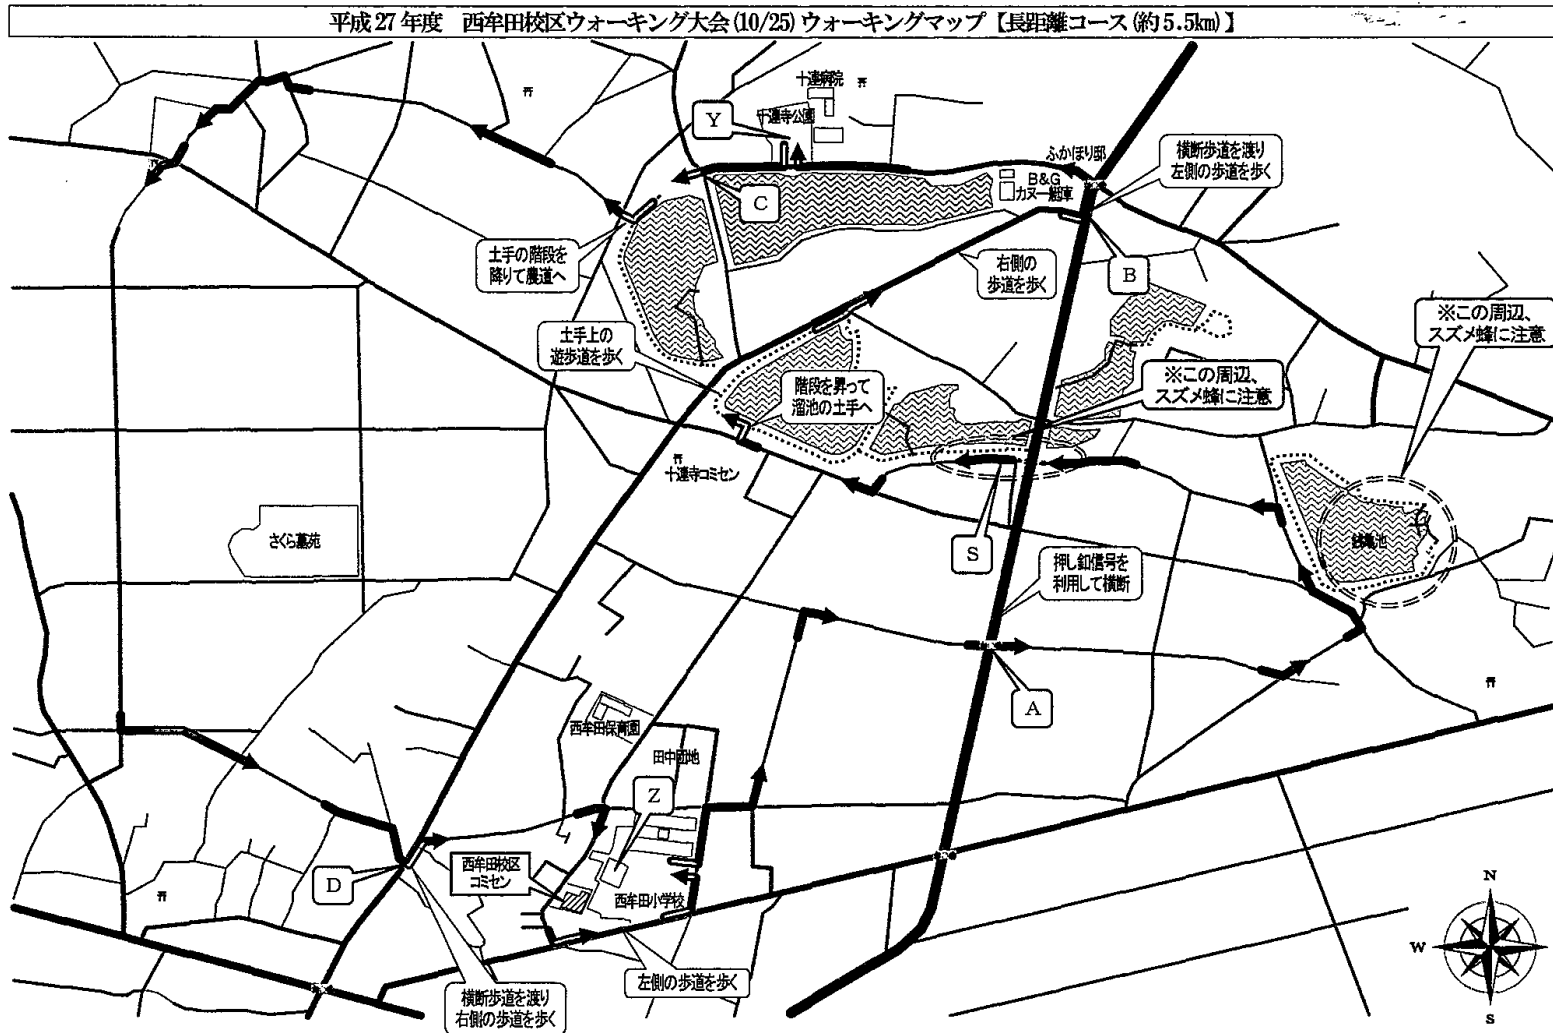 平成27年度　西牟田校区ウォーキング大会(10/25)ウォーキングマップ【長距離コース(約5.5km)】
十連病院
十連寺公園
Y
ふかほり邸
横断歩道を渡り
左側の歩道を歩く
B&G
カヌー艇庫
C
土手の階段を
降りて農道へ
右側の
歩道を歩く
B
※この周辺、
スズメ蜂に注意
土手上の
遊歩道を歩く
※この周辺、
スズメ蜂に注意
階段を昇って
溜池の土手へ
十連寺コミセン
さくら墓苑
S
押し釦信号を
利用して横断
A
西牟田保育園
田中団地
Z
D
西牟田校区
コミセン
西牟田小学校
左側の歩道を歩く
横断歩道を渡り
右側の歩道を歩く
N
W
S